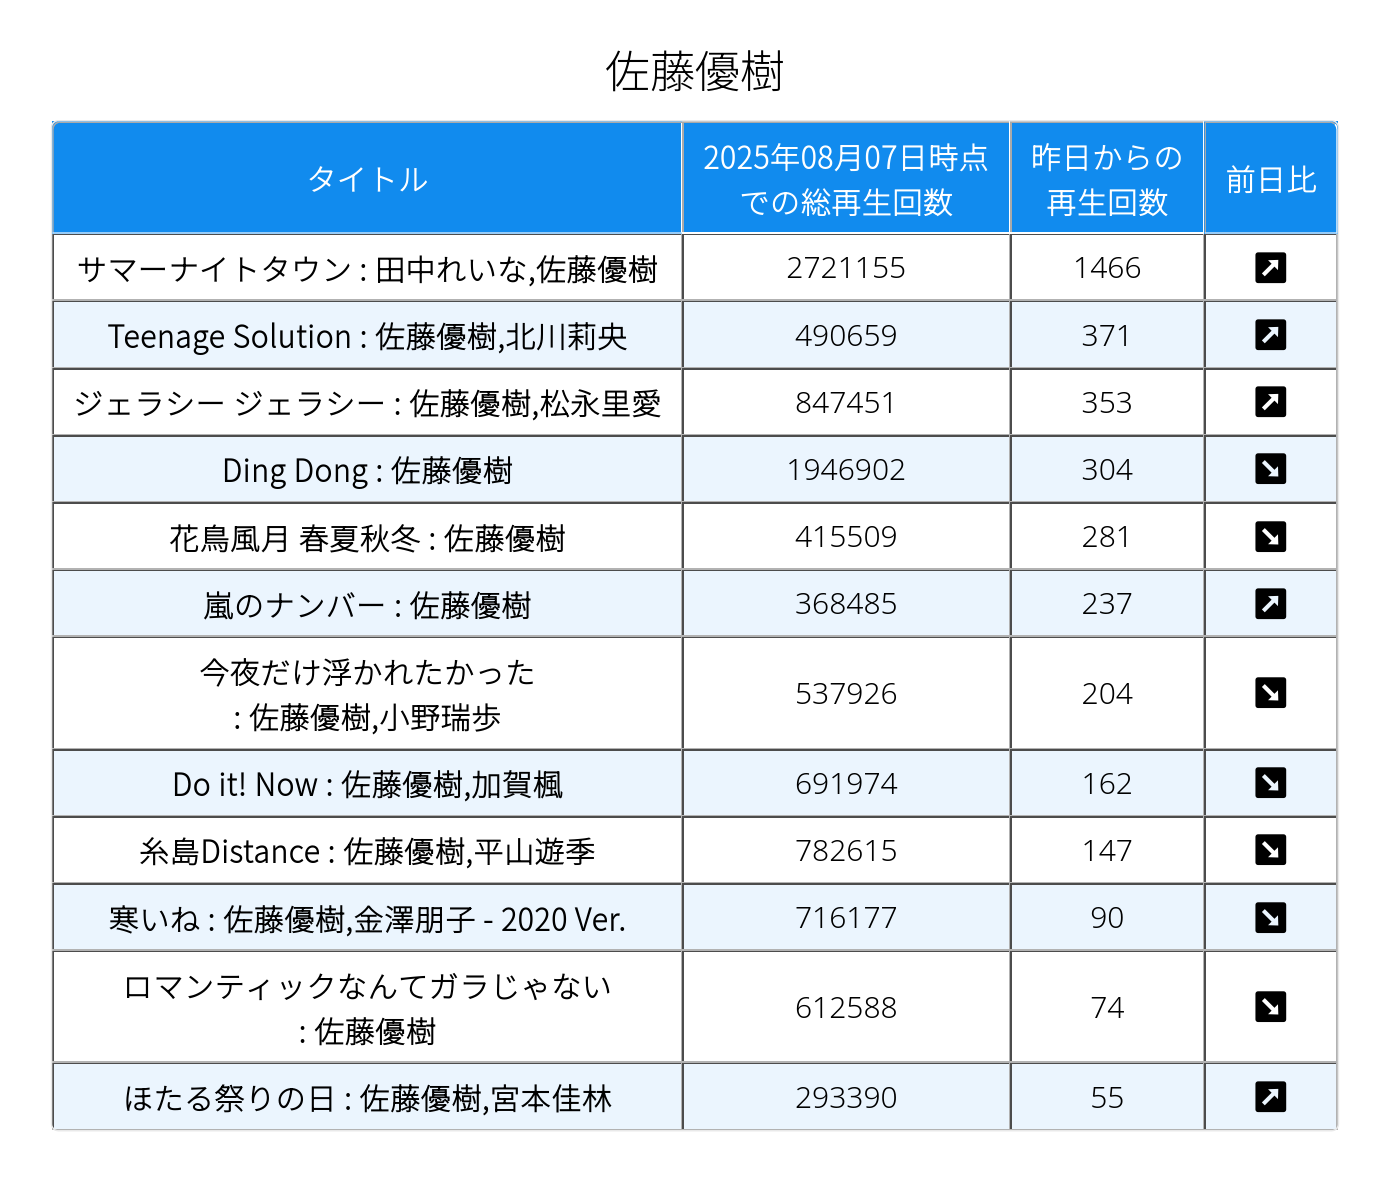 佐藤優樹
タイトル
2025年08月07日時点
での総再生回数
昨日からの
再生回数
前日比
サマーナイトタウン : 田中れいな,佐藤優樹 2721155 1466
Teenage Solution : 佐藤優樹,北川莉央 490659 371
ジェラシー ジェラシー : 佐藤優樹,松永里愛 847451 353
Ding Dong : 佐藤優樹 1946902 304
花鳥風月 春夏秋冬 : 佐藤優樹 415509 281
嵐のナンバー : 佐藤優樹 368485 237
今夜だけ浮かれたかった
: 佐藤優樹,小野瑞歩 537926 204
Do it! Now : 佐藤優樹,加賀楓 691974 162
糸島Distance : 佐藤優樹,平山遊季 782615 147
寒いね : 佐藤優樹,金澤朋子 - 2020 Ver. 716177 90
ロマンティックなんてガラじゃない
: 佐藤優樹 612588 74
ほたる祭りの日 : 佐藤優樹,宮本佳林 293390 55